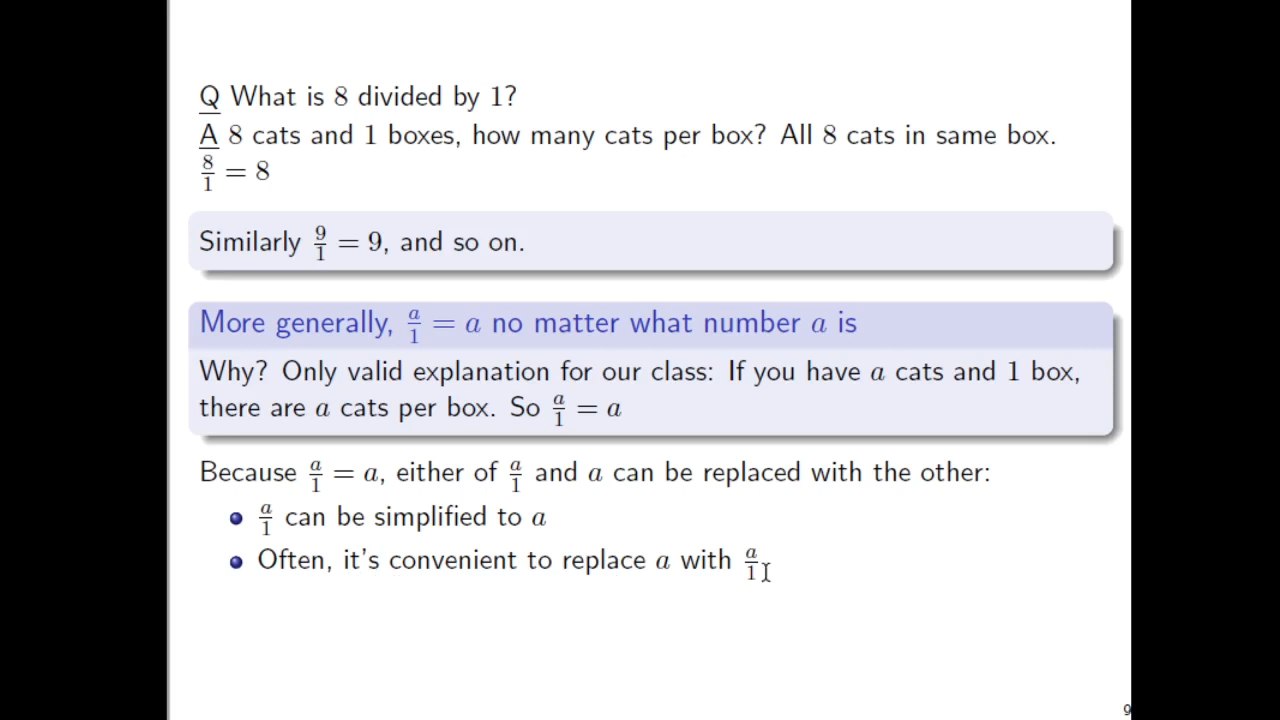 Q What is 8 divided by 1?
A 8 cats and 1 boxes, how many cats per box? All 8 cats in same box.
8/1 = 8
Similarly 9/1 = 9, and so on.
More generally, a/1 = a no matter what number a is
Why? Only valid explanation for our class: If you have a cats and 1 box,
there are a cats per box. So a/1 = a
Because a/1 = a, either of a/1 and a can be replaced with the other:
a/1 can be simplified to a
Often, it's convenient to replace a with a/1
9